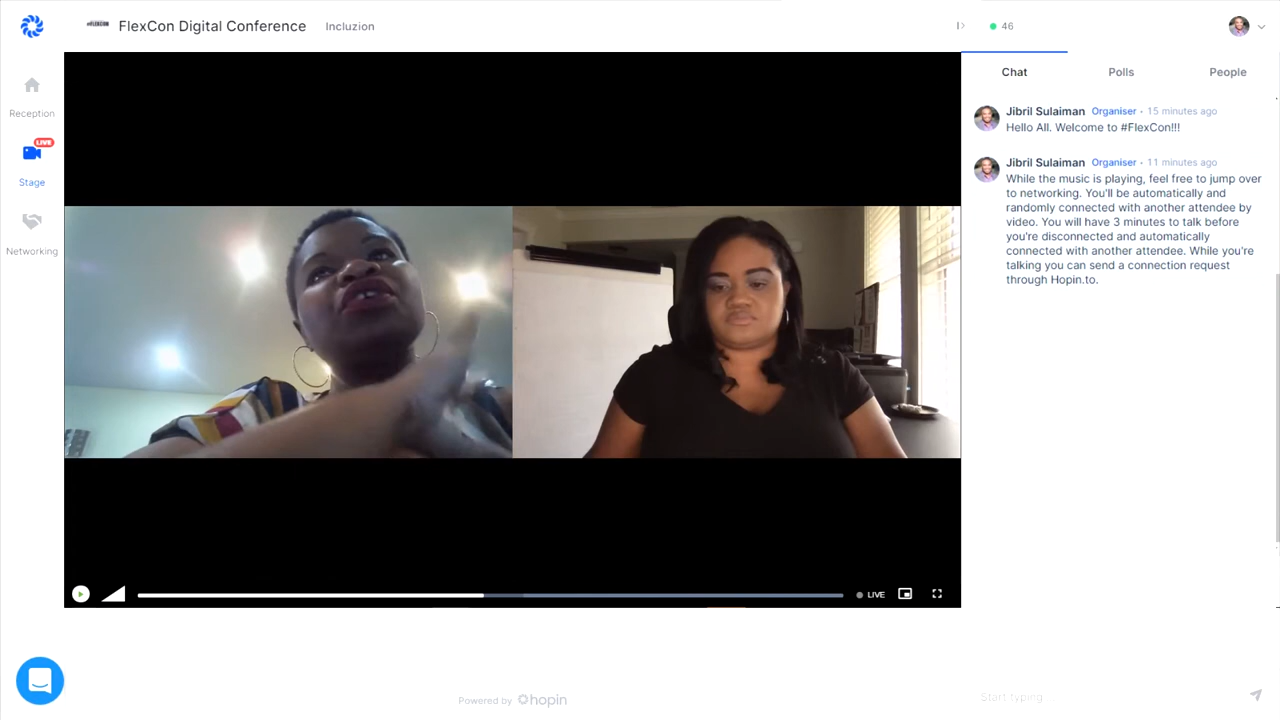 #FLEXCON FlexCon Digital Conference Incluzion
46
Reception
LIVE
Stage
Networking
Chat Polls People
Jibril Sulaiman Organiser • 15 minutes ago
Hello All. Welcome to #FlexCon!!!
Jibril Sulaiman Organiser • 11 minutes ago
While the music is playing, feel free to jump over
to networking. You'll be automatically and
randomly connected with another attendee by
video. You will have 3 minutes to talk before
you're disconnected and automatically
connected with another attendee. While you're
talking you can send a connection request
through Hopin.to.
LIVE
Powered by hopin
Start typing